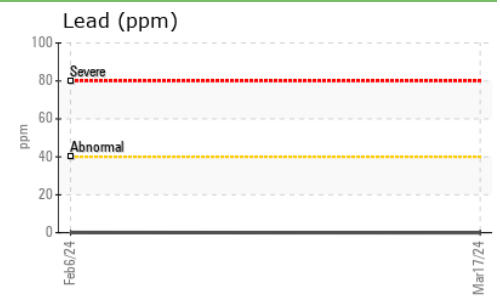 Lead (ppm)
100
Severe
80
60
ppm
Abnormal
40
20
0
Feb6/24
Mar17/24